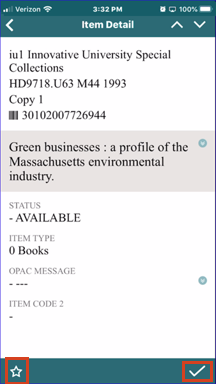 Verizon 3:32 PM
Item Detail
iu1 Innovative University Special
Collections
HD9718.U63 M44 1993
Copy 1
30102007726944
Green businesses : a profile of the
Massachusetts environmental
industry.
STATUS
- AVAILABLE
ITEM TYPE
0 Books
OPAC MESSAGE
- ---
ITEM CODE 2
-